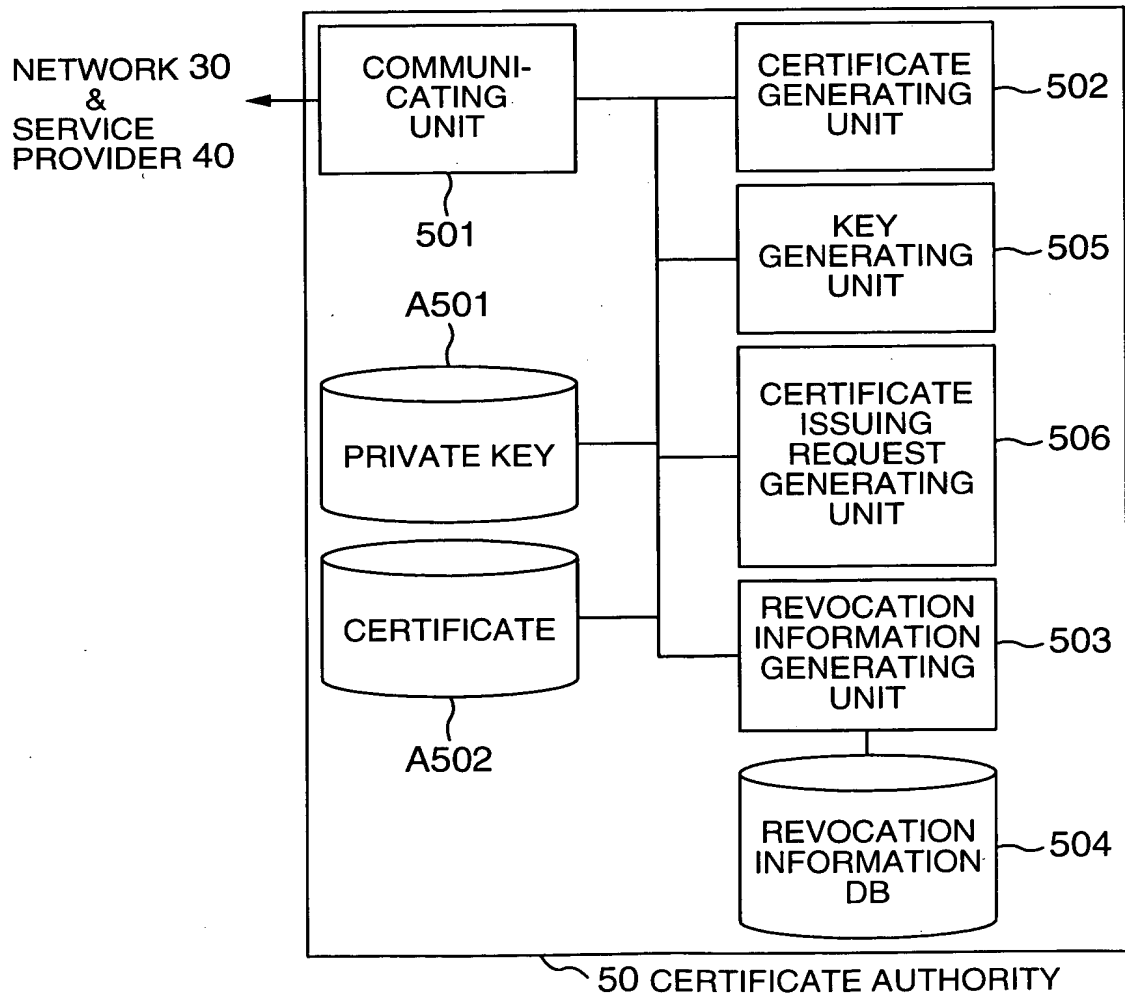 NETWORK 30
&
SERVICE
PROVIDER 40
COMMUNI-
CATING
UNIT
501
CERTIFICATE
GENERATING
UNIT
502
KEY
GENERATING
UNIT
505
A501
PRIVATE KEY
CERTIFICATE
ISSUING
REQUEST
GENERATING
UNIT
506
CERTIFICATE
A502
REVOCATION
INFORMATION
GENERATING
UNIT
503
REVOCATION
INFORMATION
DB
504
50 CERTIFICATE AUTHORITY